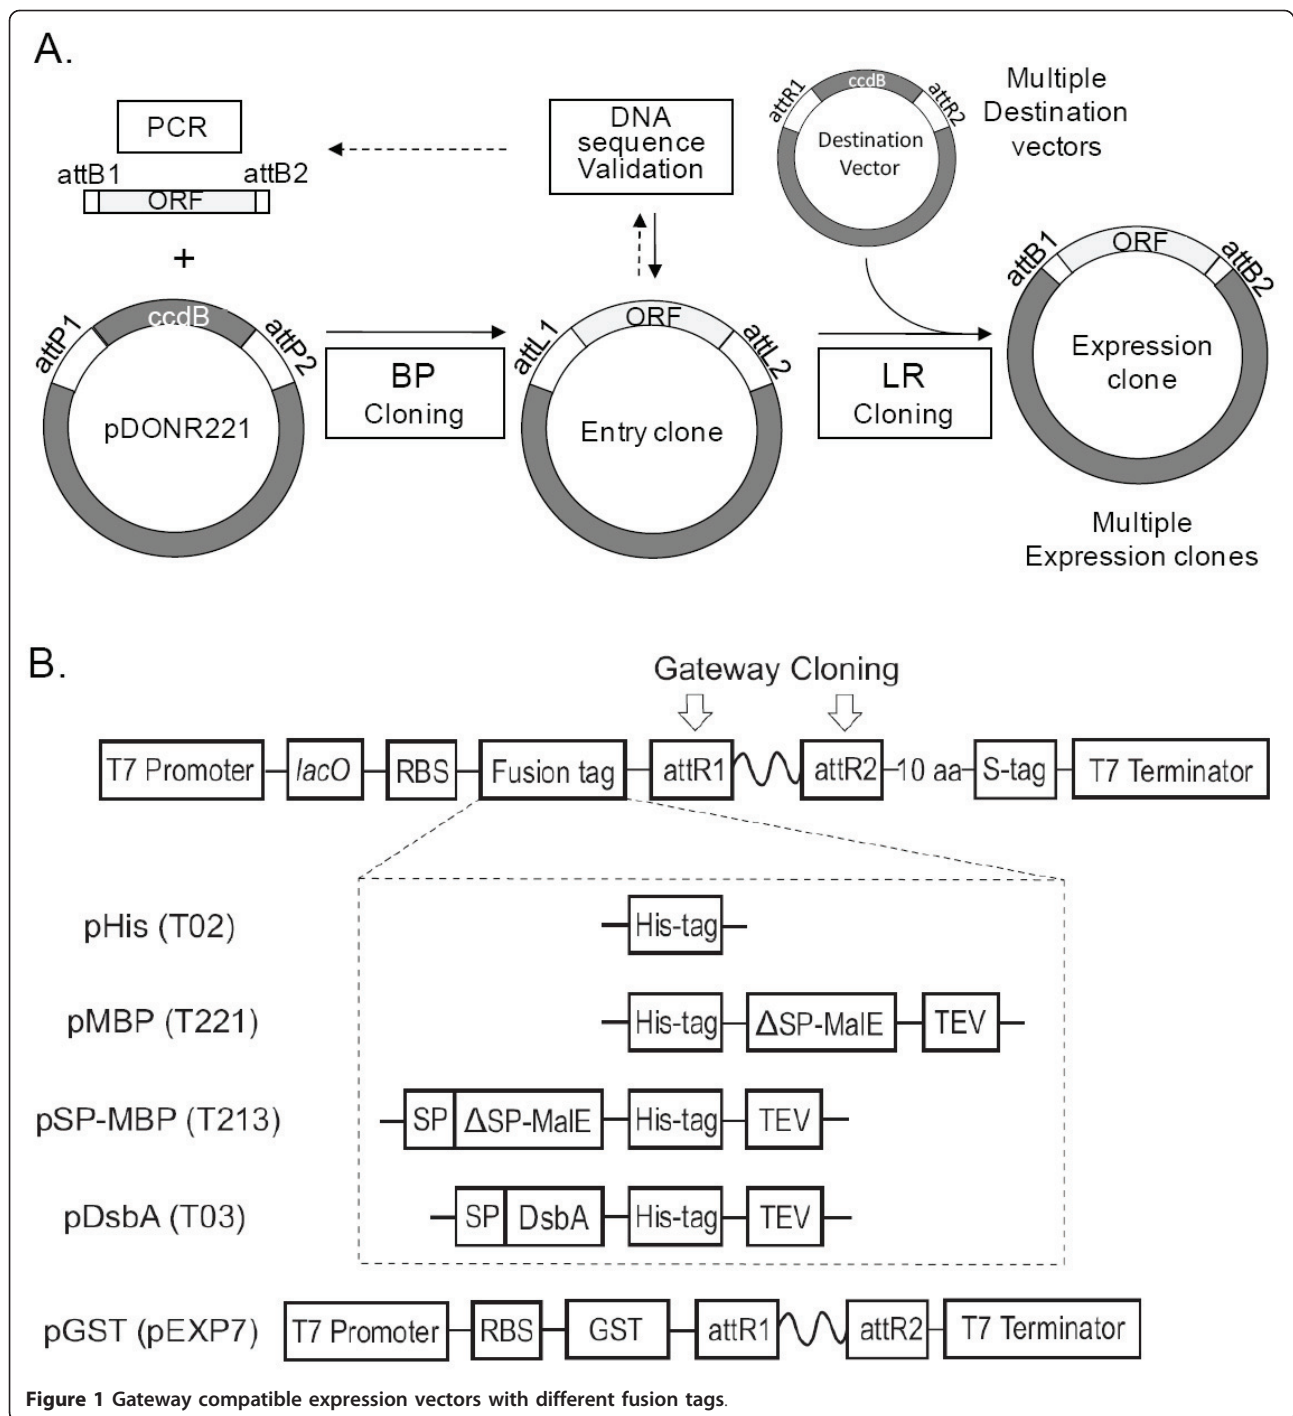 A.
PCR
attB1
attB2
ORF
+
attP1
ccdB
attP2
pDONR221
BP
Cloning
DNA
sequence
Validation
attL1
ORF
attL2
Entry clone
attR1
ccdB
attR2
Destination
Vector
Multiple
Destination
vectors
LR
Cloning
attB1
ORF
attB2
Expression
clone
Multiple
Expression clones
B.
Gateway Cloning
T7 Promoter lacO RBS Fusion tag attR1 attR2 10 aa S-tag T7 Terminator
pHis (T02) His-tag
pMBP (T221) His-tag ΔSP-MalE TEV
pSP-MBP (T213) SP ΔSP-MalE His-tag TEV
pDsbA (T03) SP DsbA His-tag TEV
pGST (pEXP7) T7 Promoter RBS GST attR1 attR2 T7 Terminator
Figure 1 Gateway compatible expression vectors with different fusion tags.